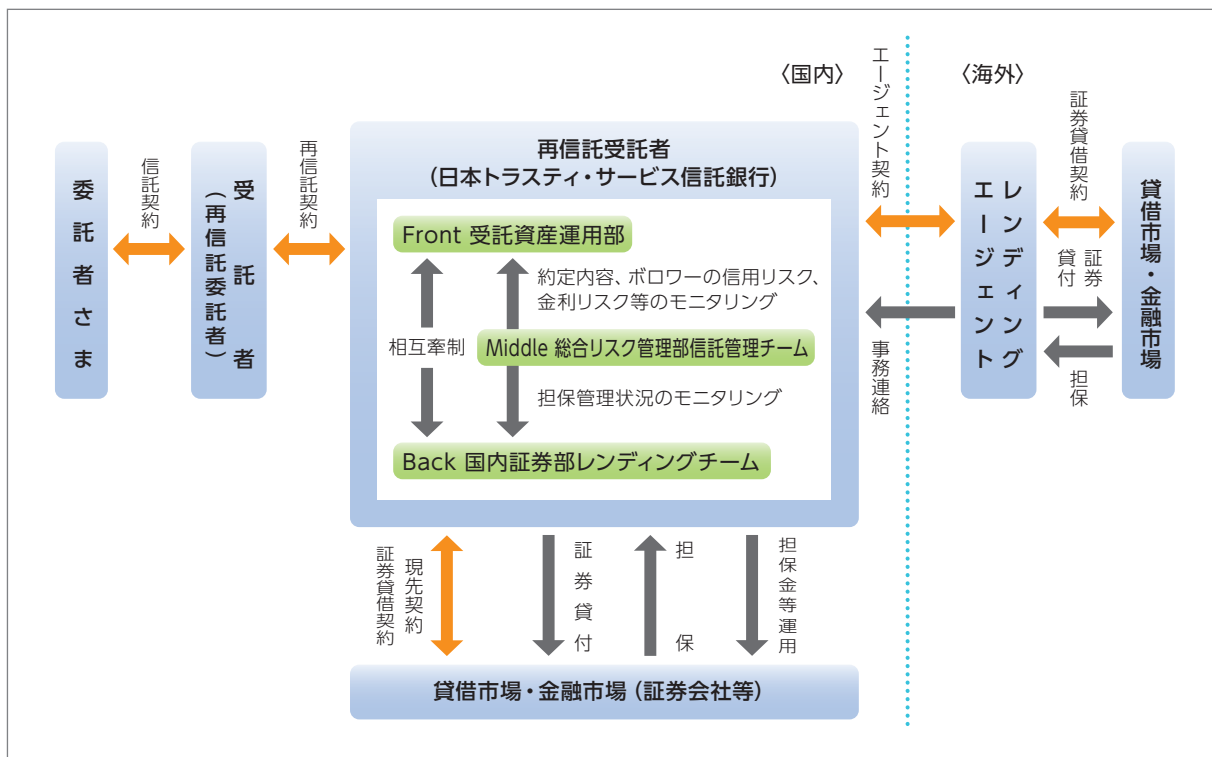 〈国内〉
〈海外〉
エージェント契約
委託者さま
信託契約
受託者
(再信託委託者)
再信託契約
再信託受託者
(日本トラスティ・サービス信託銀行)
Front 受託資産運用部
約定内容、ボロワーの信用リスク、
金利リスク等のモニタリング
相互牽制
Middle 総合リスク管理部信託管理チーム
担保管理状況のモニタリング
Back 国内証券部レンディングチーム
事務連絡
レンディング
エージェント
証券貸借契約
証券
貸付
担保
貸借市場・金融市場
現先契約
証券貸借契約
証券貸付
担保
担保金等運用
貸借市場・金融市場(証券会社等)